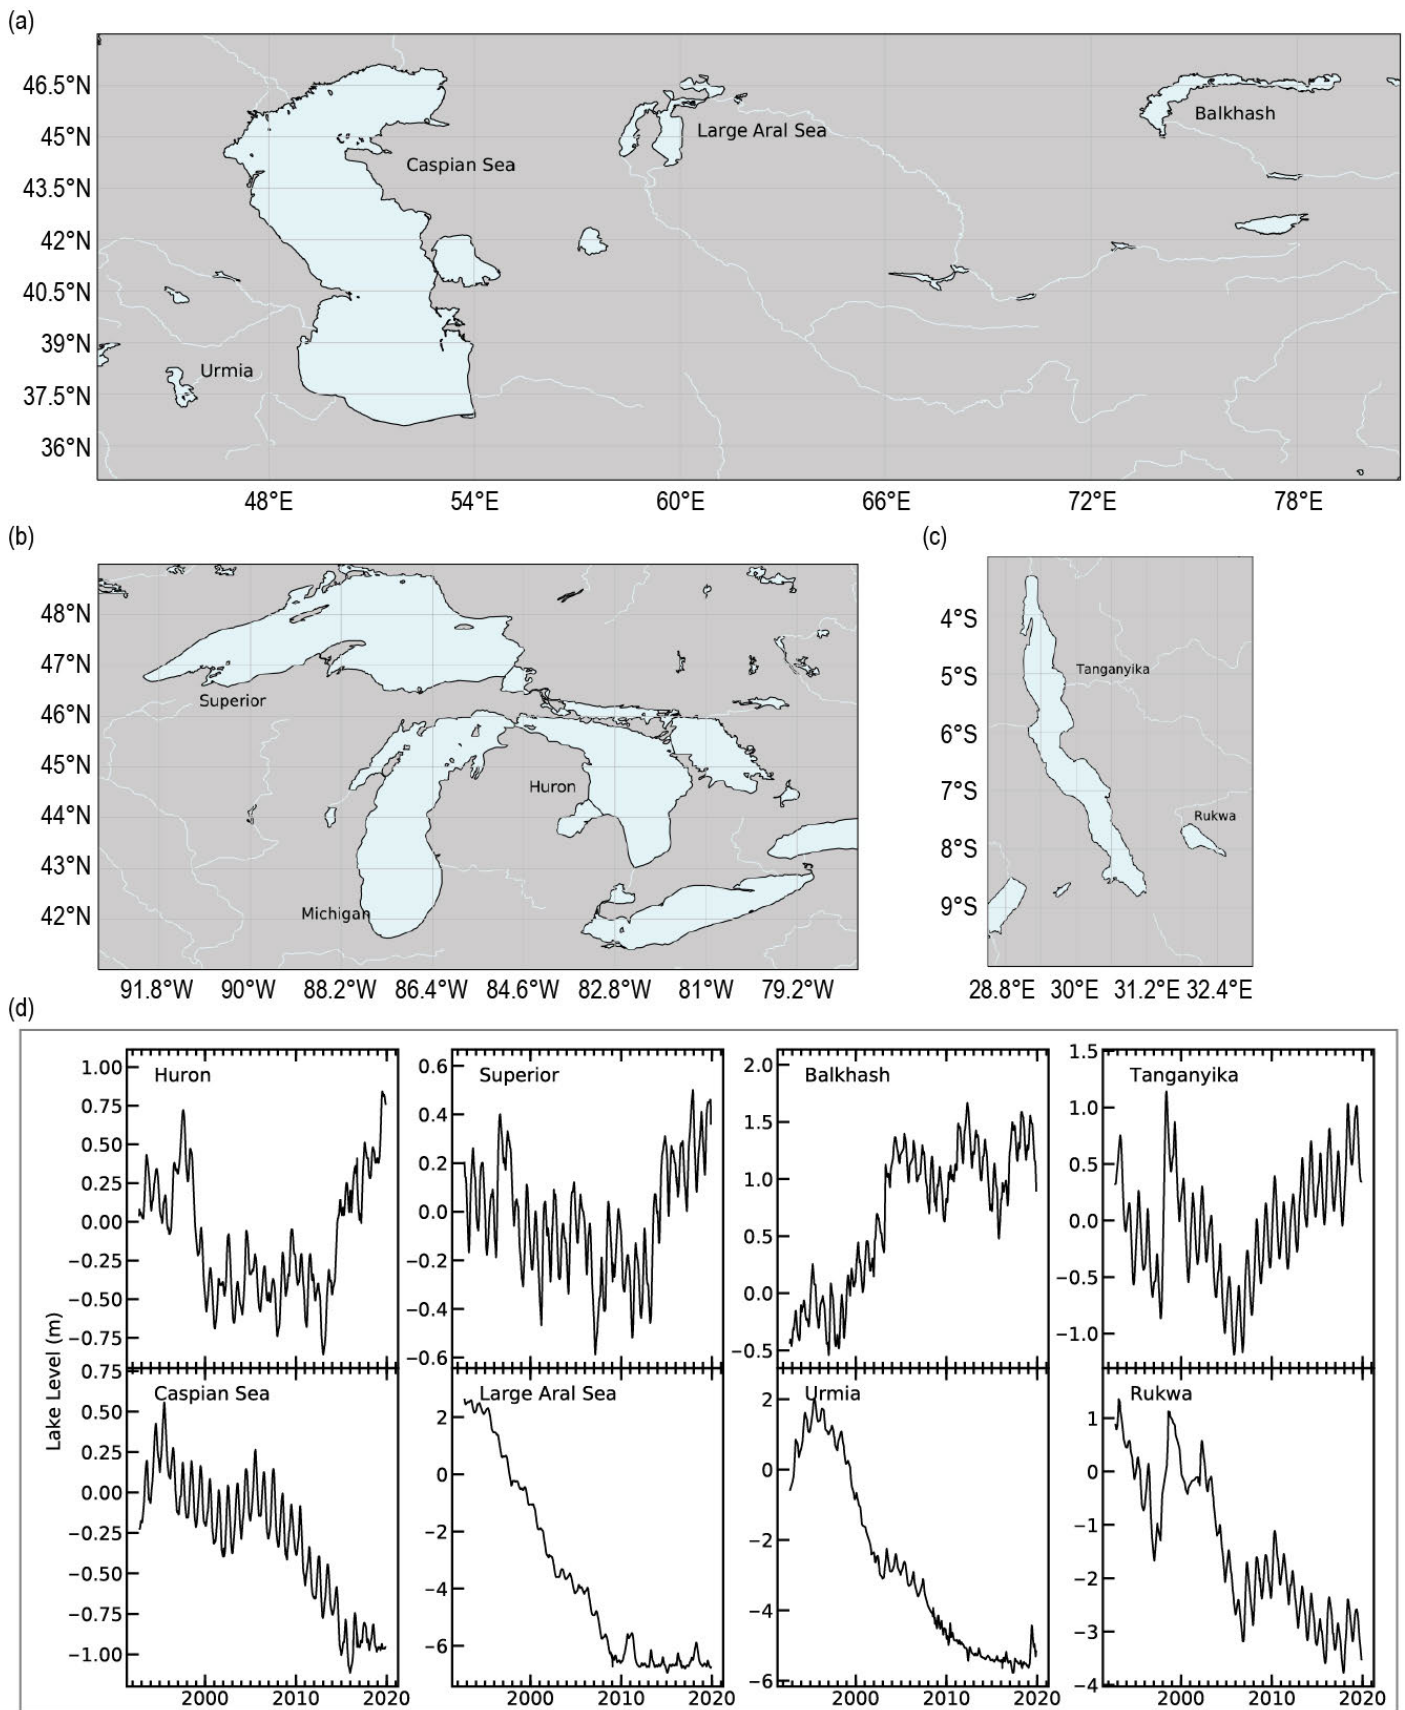 (a)
46.5°N
45°N
43.5°N
42°N
40.5°N
39°N
37.5°N
36°N
Caspian Sea
Large Aral Sea
Balkhash
Urmia
48°E 54°E 60°E 66°E 72°E 78°E
(b)
48°N
47°N
46°N
45°N
44°N
43°N
42°N
Superior
Huron
Michigan
91.8°W 90°W 88.2°W 86.4°W 84.6°W 82.8°W 81°W 79.2°W
(c)
4°S
5°S
6°S
7°S
8°S
9°S
Tanganyika
Rukwa
28.8°E 30°E 31.2°E 32.4°E
(d)
Lake Level (m)
Huron
1.00
0.75
0.50
0.25
0.00
−0.25
−0.50
−0.75
Superior
0.6
0.4
0.2
0.0
−0.2
−0.4
−0.6
Balkhash
2.0
1.5
1.0
0.5
0.0
−0.5
Tanganyika
1.5
1.0
0.5
0.0
−0.5
−1.0
Caspian Sea
0.75
0.50
0.25
0.00
−0.25
−0.50
−0.75
−1.00
2000 2010 2020
Large Aral Sea
2
0
−2
−4
−6
2000 2010 2020
Urmia
2
0
−2
−4
−6
2000 2010 2020
Rukwa
1
0
−1
−2
−3
−4
2000 2010 2020